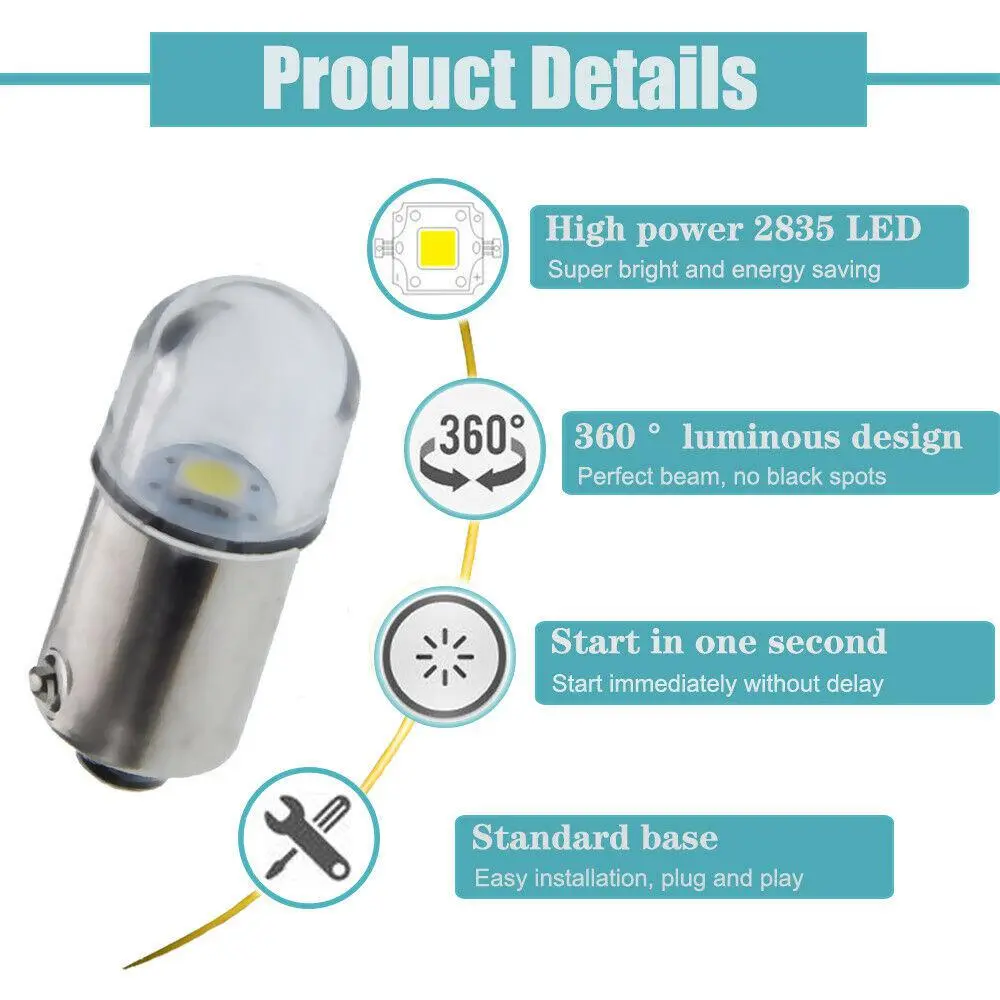 Product Details
High power 2835 LED
Super bright and energy saving
360°
360 ° luminous design
Perfect beam, no black spots
Start in one second
Start immediately without delay
Standard base
Easy installation, plug and play